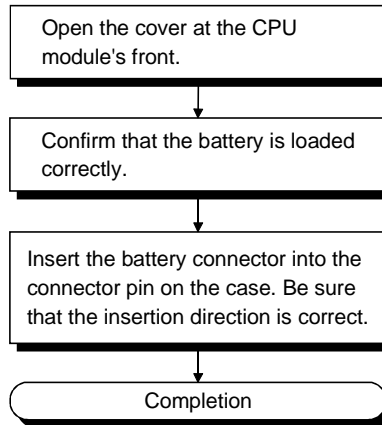 Open the cover at the CPU
module's front.
Confirm that the battery is loaded
correctly.
Insert the battery connector into the
connector pin on the case. Be sure
that the insertion direction is correct.
Completion